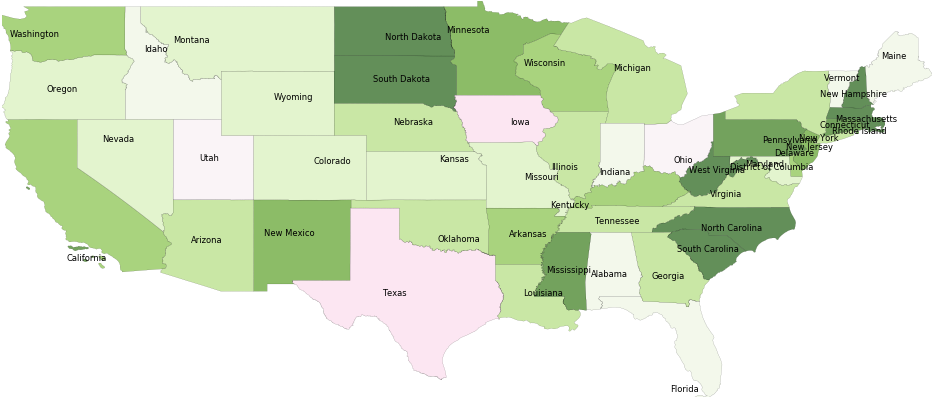 Washington
Montana
Idaho
North Dakota
Minnesota
Wisconsin
Michigan
Maine
Vermont
New Hampshire
Oregon
Wyoming
South Dakota
Nebraska
Iowa
Massachusetts
Connecticut
Rhode Island
New York
Pennsylvania
New Jersey
Delaware
Maryland
District of Columbia
Nevada
Utah
Colorado
Kansas
Missouri
Illinois
Indiana
Ohio
West Virginia
Virginia
Kentucky
California
Arizona
New Mexico
Oklahoma
Arkansas
Tennessee
North Carolina
South Carolina
Texas
Louisiana
Mississippi
Alabama
Georgia
Florida